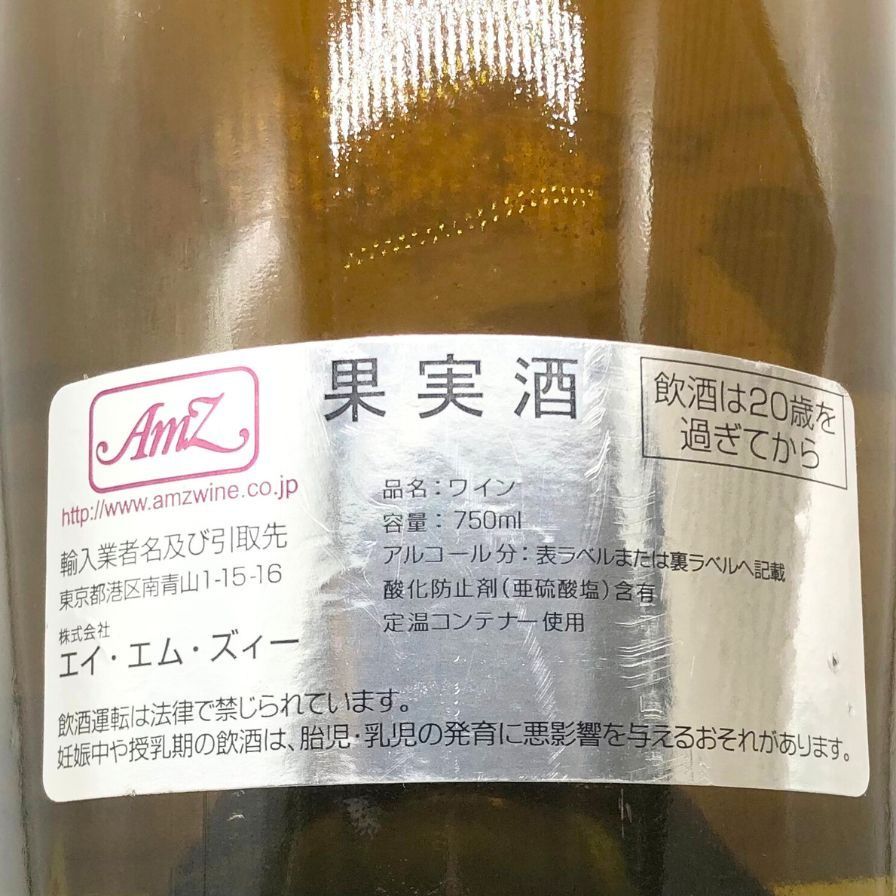 AmZ
http://www.amzwine.co.jp
輸入業者名及び引取先
東京都港区南青山1-15-16
株式会社
エイ・エム・ズィー
果実酒
品名：ワイン
容量：750ml
アルコール分：表ラベルまたは裏ラベルへ記載
酸化防止剤(亜硫酸塩)含有
定温コンテナー使用
飲酒は20歳を
過ぎてから
飲酒運転は法律で禁じられています。
妊娠中や授乳期の飲酒は、胎児・乳児の発育に悪影響を与えるおそれがあります。